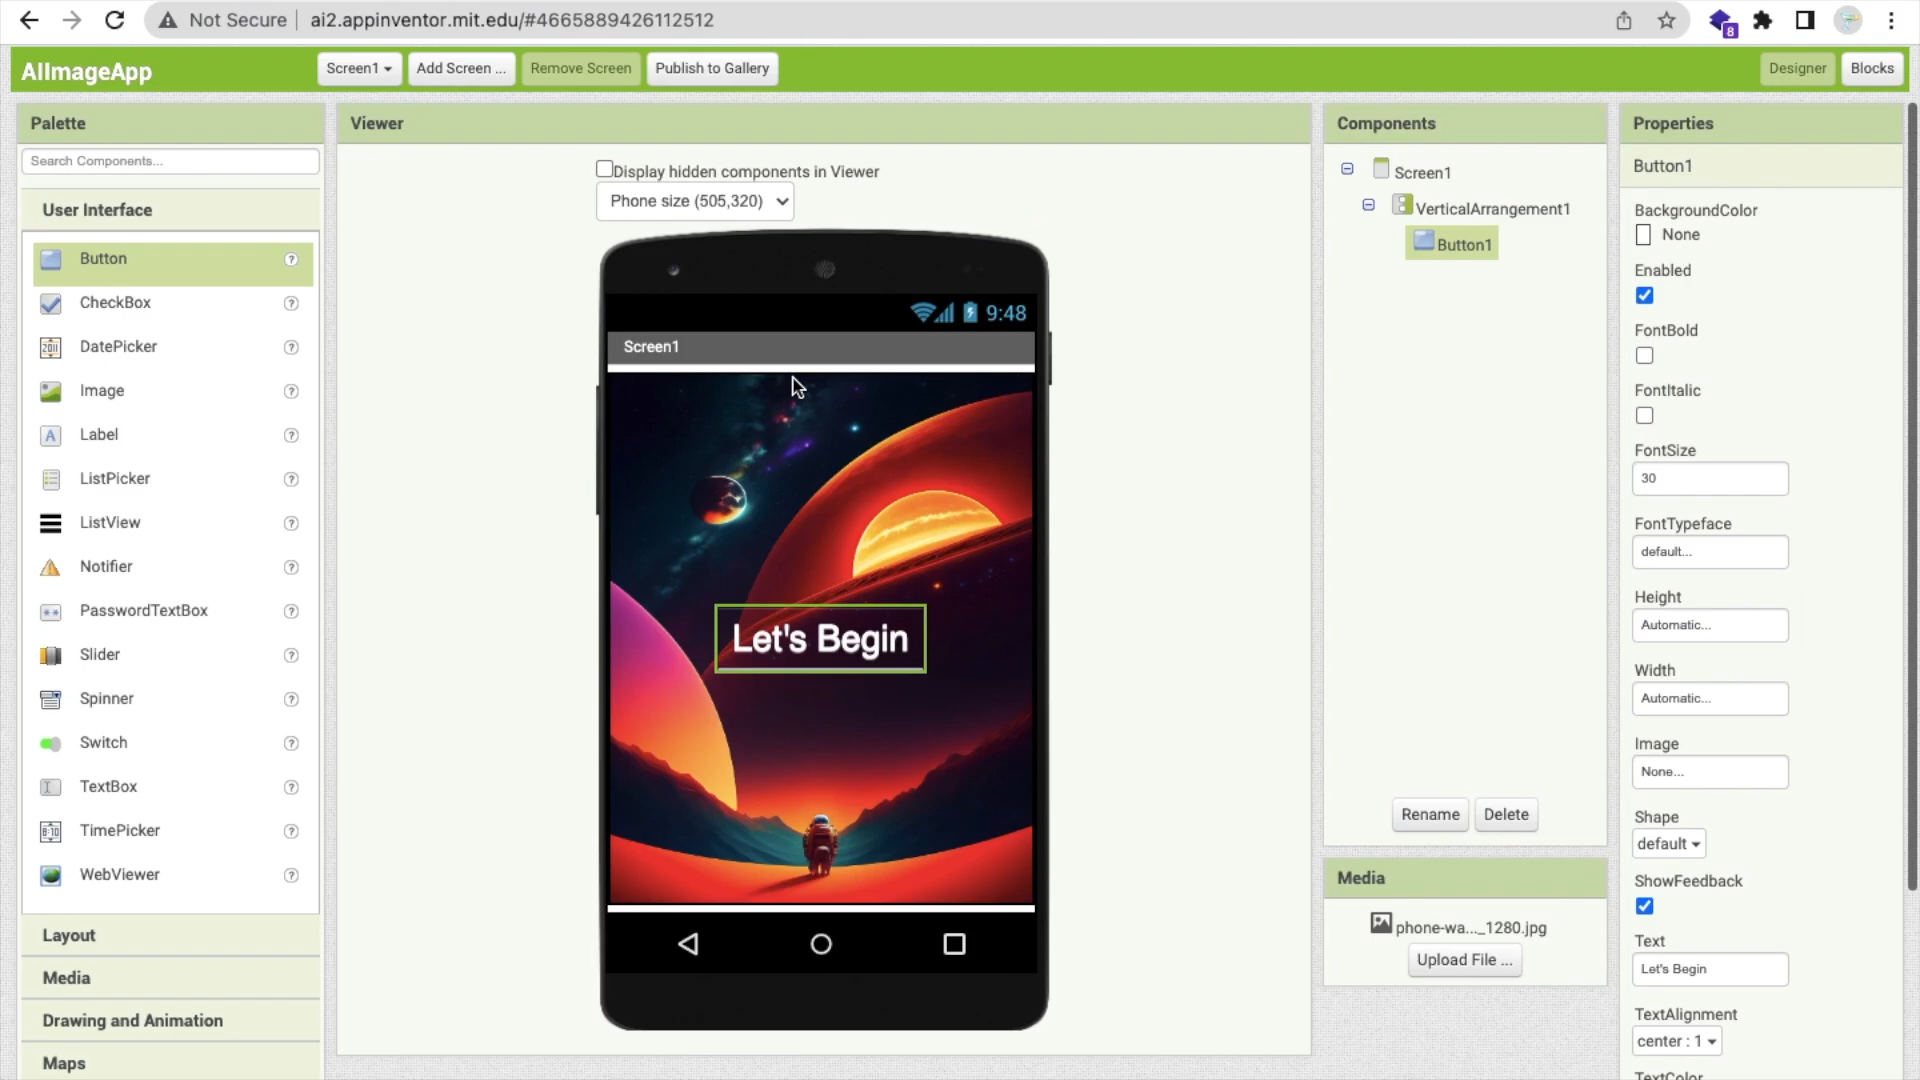 Not Secure
ai2.appinventor.mit.edu/#4665889426112512
8
AIImageApp
Screen1
Add Screen ...
Remove Screen
Publish to Gallery
Designer
Blocks
Palette
Search Components...
User Interface
Button
?
CheckBox
?
DatePicker
?
Image
?
Label
?
ListPicker
?
ListView
?
Notifier
?
PasswordTextBox
?
Slider
?
Spinner
?
Switch
?
TextBox
?
TimePicker
?
WebViewer
?
Layout
Media
Drawing and Animation
Maps
Viewer
Display hidden components in Viewer
Phone size (505,320)
9:48
Screen1
Let's Begin
Components
Screen1
VerticalArrangement1
Button1
Rename
Delete
Media
phone-wa..._1280.jpg
Upload File ...
Properties
Button1
BackgroundColor
None
Enabled
FontBold
FontItalic
FontSize
30
FontTypeface
default...
Height
Automatic...
Width
Automatic...
Image
None...
Shape
default
ShowFeedback
Text
Let's Begin
TextAlignment
center : 1
TextColor